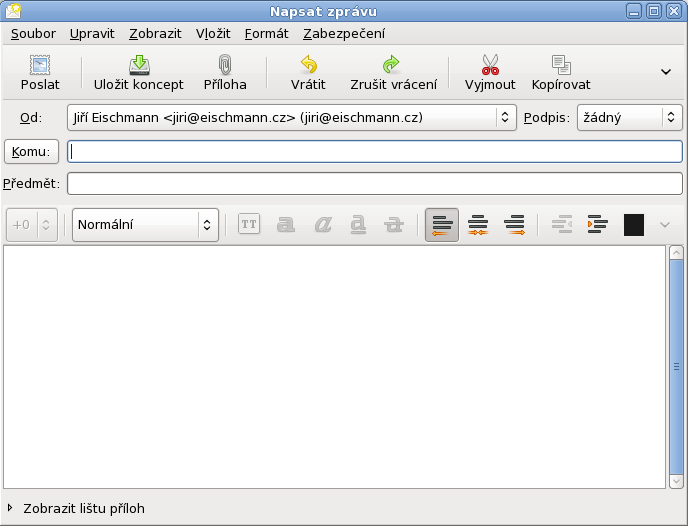 Napsat zprávu
Soubor Upravit Zobrazit Vložit Formát Zabezpečení
Poslat Uložit koncept Příloha Vrátit Zrušit vrácení Vyjmout Kopírovat
Od: Jiří Eischmann <jiri@eischmann.cz> (jiri@eischmann.cz) Podpis: žádný
Komu:
Předmět:
+0 Normální TT a a a a
Zobrazit lištu příloh